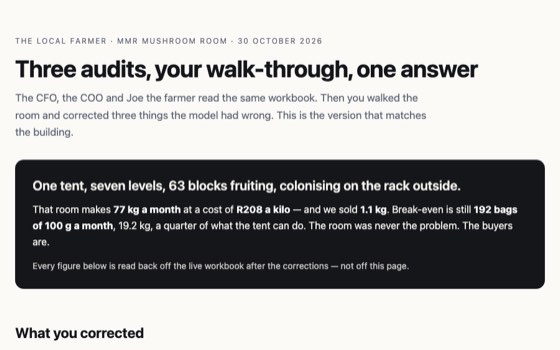 THE LOCAL FARMER · MMR MUSHROOM ROOM · 30 OCTOBER 2026
Three audits, your walk-through, one answer
The CFO, the COO and Joe the farmer read the same workbook. Then you walked the
room and corrected three things the model had wrong. This is the version that matches
the building.
One tent, seven levels, 63 blocks fruiting, colonising on the rack outside.
That room makes 77 kg a month at a cost of R208 a kilo — and we sold 1.1 kg. Break-even is still 192 bags
of 100 g a month, 19.2 kg, a quarter of what the tent can do. The room was never the problem. The buyers
are.
Every figure below is read back off the live workbook after the corrections — not off this page.
What you corrected